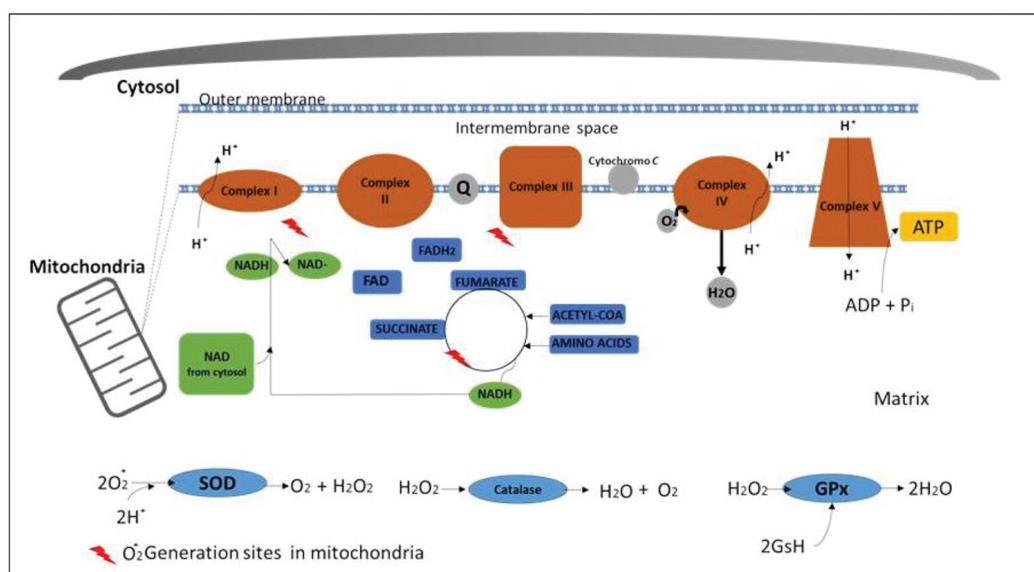 Cytosol
Outer membrane
Intermembrane space
H⁺
H⁺
H⁺
Cytochromo C
Complex I
Complex
II
Q
Complex III
Complex
IV
Complex V
O₂
ATP
H⁺
H⁺
H⁺
FADH2
NADH
NAD·
Mitochondria
FAD
FUMARATE
H2O
ADP + Pi
ACETYL-COA
SUCCINATE
AMINO ACIDS
NAD
from cytosol
NADH
Matrix
2O₂⁺ SOD O₂ + H₂O₂ H₂O₂ Catalase H₂O + O₂ H₂O₂ GPx 2H₂O
2H⁺
2GsH
O₂⁺ Generation sites in mitochondria